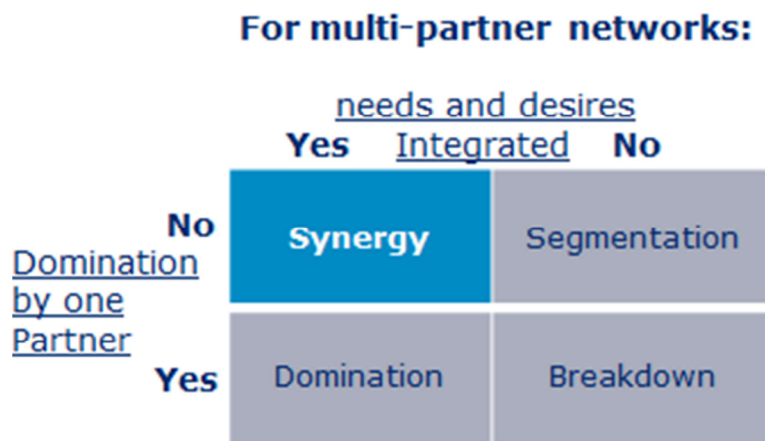 For multi-partner networks:
needs and desires
Yes Integrated No
No
Domination
by one
Partner
Yes
Synergy
Segmentation
Domination
Breakdown